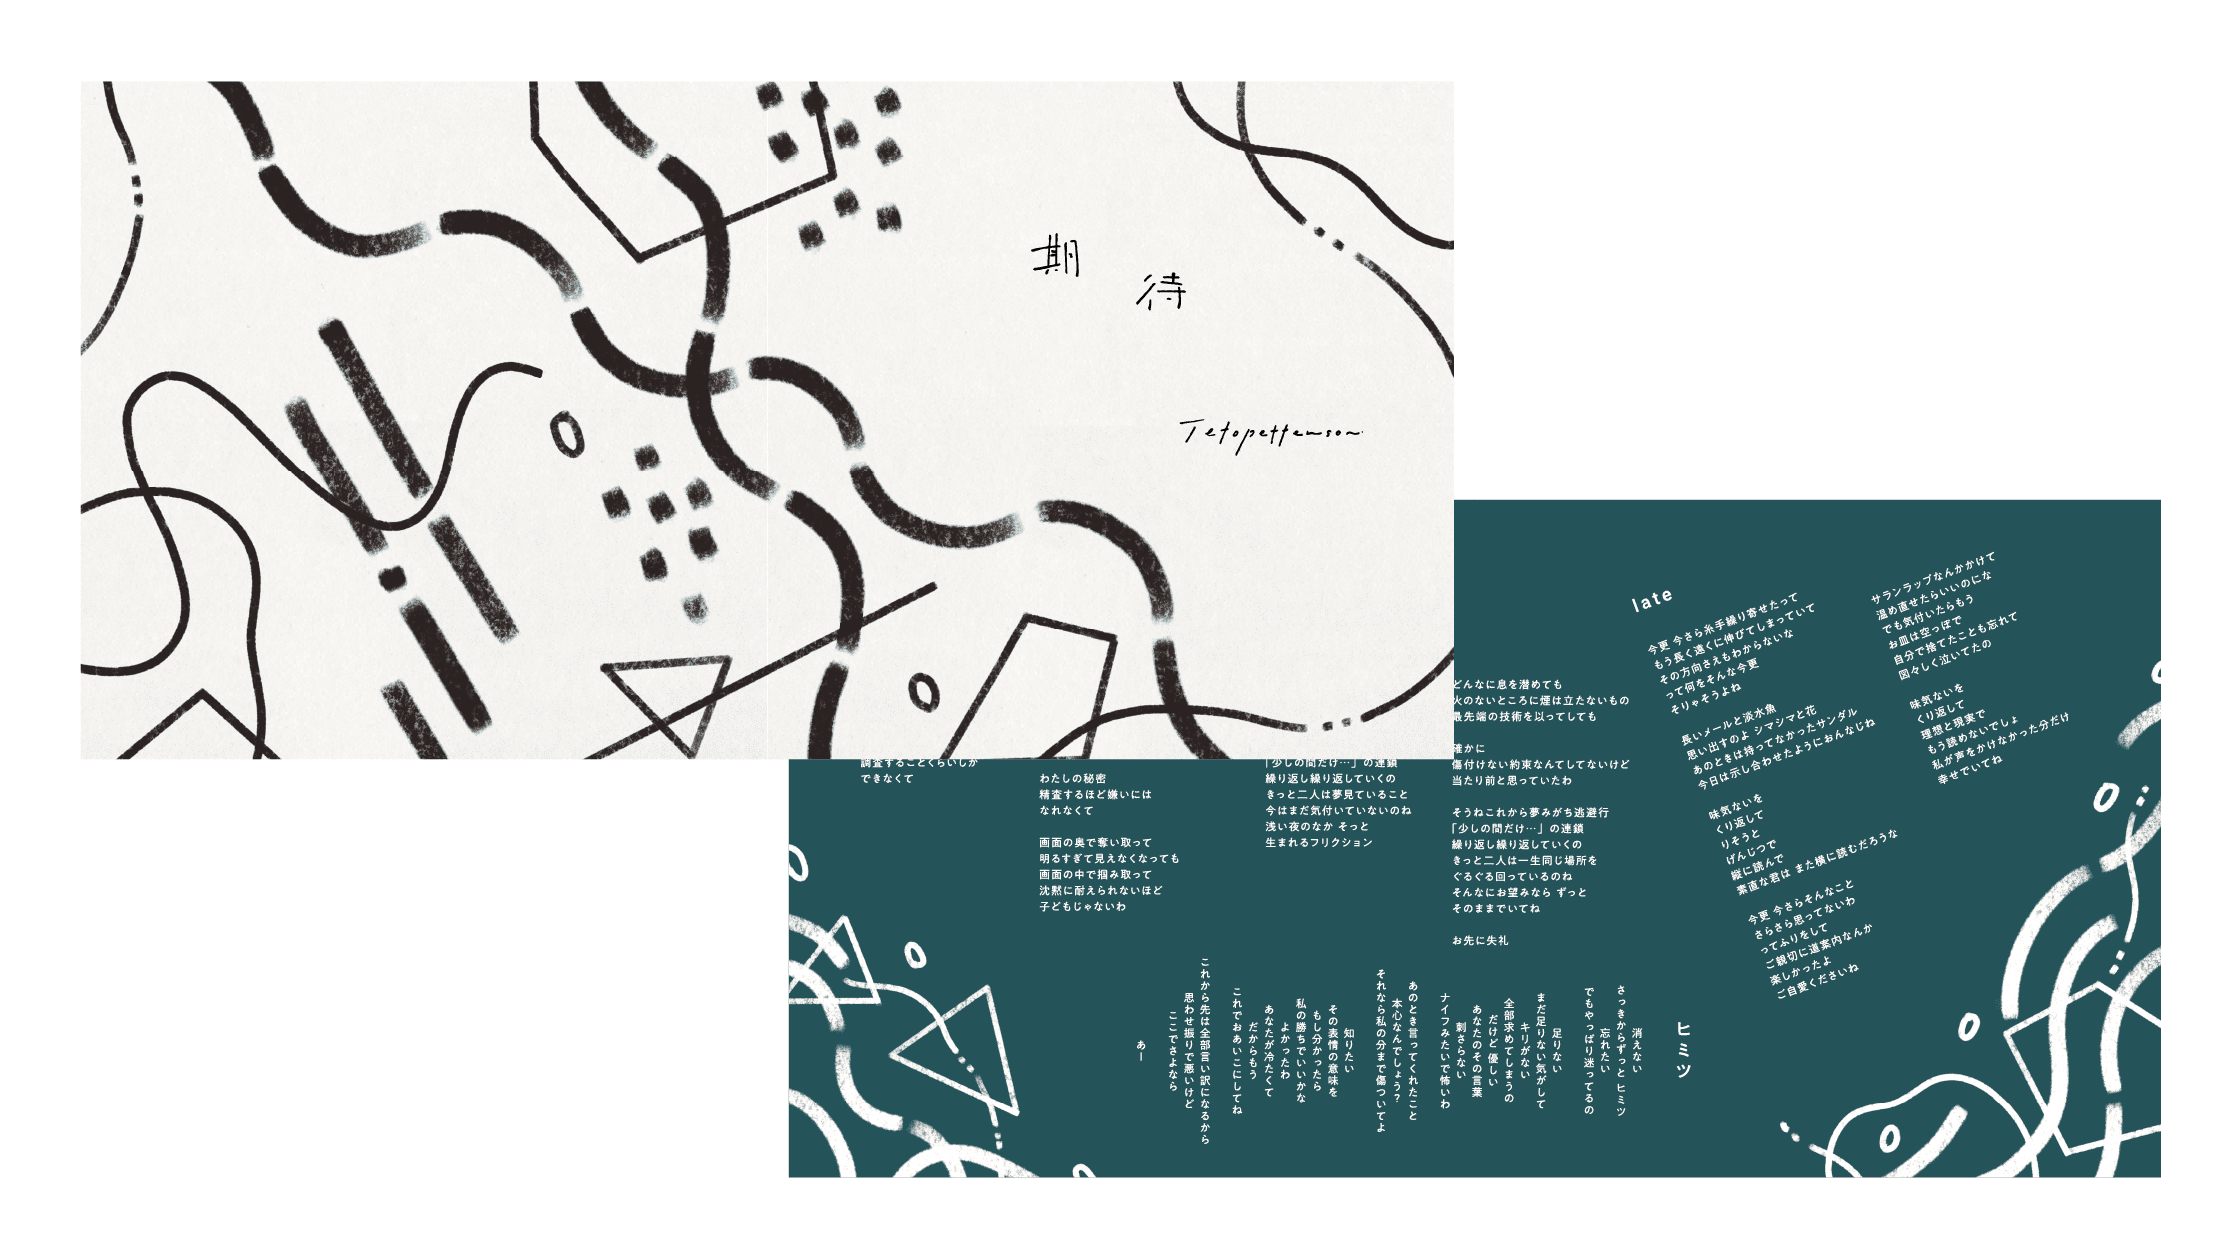 期待
Tetopettenson
late
今更 今さら糸手繰り寄せたって
もう長く遠くに伸びてしまっていて
その方向さえもわからないな
って何をそんな今更
そりゃそうよね
長いメールと淡水魚
思い出すのよ シマシマと花
あのときは持ってなかったサンダル
今日は示し合わせたようにおんなじね
味気ないを
くり返して
りそうと
げんじつで
縦に読んで
素直な君は また横に読むだろうな
今更 今さらそんなこと
さらさら思ってないわ
ってふりをして
ご親切に道案内なんか
楽しかったよ
ご自愛くださいね
サランラップなんかかけて
温め直せたらいいのにな
でも気付いたらもう
お皿は空っぽで
自分で捨てたことも忘れて
図々しく泣いてたの
味気ないを
くり返して
理想と現実で
もう読めないでしょ
私が声をかけなかった分だけ
幸せでいてね
調査することくらいしか
できなくて
わたしの秘密
精査するほど嫌いには
なれなくて
画面の奥で奪い取って
明るすぎて見えなくなっても
画面の中で掴み取って
沈黙に耐えられないほど
子どもじゃないわ
「少しの間だけ…」の連鎖
繰り返し繰り返していくの
きっと二人は夢見ていること
今はまだ気付いていないのね
浅い夜のなか そっと
生まれるフリクション
どんなに息を潜めても
火のないところに煙は立たないもの
最先端の技術を以ってしても
確かに
傷付けない約束なんてしてないけど
当たり前と思っていたわ
そうねこれから夢みがち逃避行
「少しの間だけ…」の連鎖
繰り返し繰り返していくの
きっと二人は一生同じ場所を
ぐるぐる回っているのね
そんなにお望みなら ずっと
そのままでいてね
お先に失礼
ヒミツ
消えない
さっきからずっと ヒミツ
忘れたい
でもやっぱり迷ってるの
足りない
まだ足りない気がして
キリがない
全部求めてしまうの
だけど 優しい
あなたのその言葉
刺さらない
ナイフみたいで怖いわ
あのとき言ってくれたこと
本心なんでしょう？
それなら私の分まで傷ついてよ
知りたい
その表情の意味を
もし分かったら
私の勝ちでいいかな
よかったわ
あなたが冷たくて
だからもう
これでおあいこにしてね
これから先は全部言い訳になるから
思わせ振りで悪いけど
ここでさよなら
あー